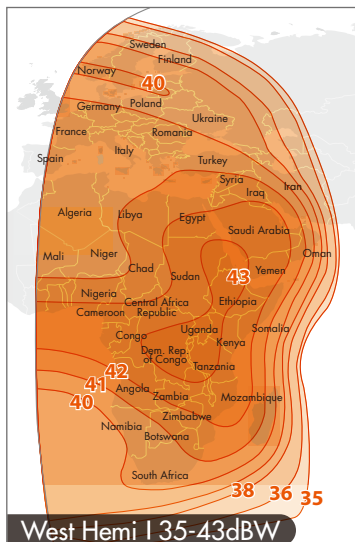 Sweden
Finland
Norway
40
Germany
Poland
Ukraine
France
Romania
Italy
Spain
Turkey
Syria
Iraq
Iran
Algeria
Libya
Egypt
Saudi Arabia
Oman
Mali
Niger
Chad
Sudan
43
Yemen
Nigeria
Central Africa
Republic
Ethiopia
Cameroon
Congo
Uganda
Kenya
Somalia
Dem. Rep.
of Congo
Tanzania
42
41
40
Angola
Zambia
Mozambique
Zimbabwe
Namibia
Botswana
South Africa
38
36
35
West Hemi I 35-43dBW